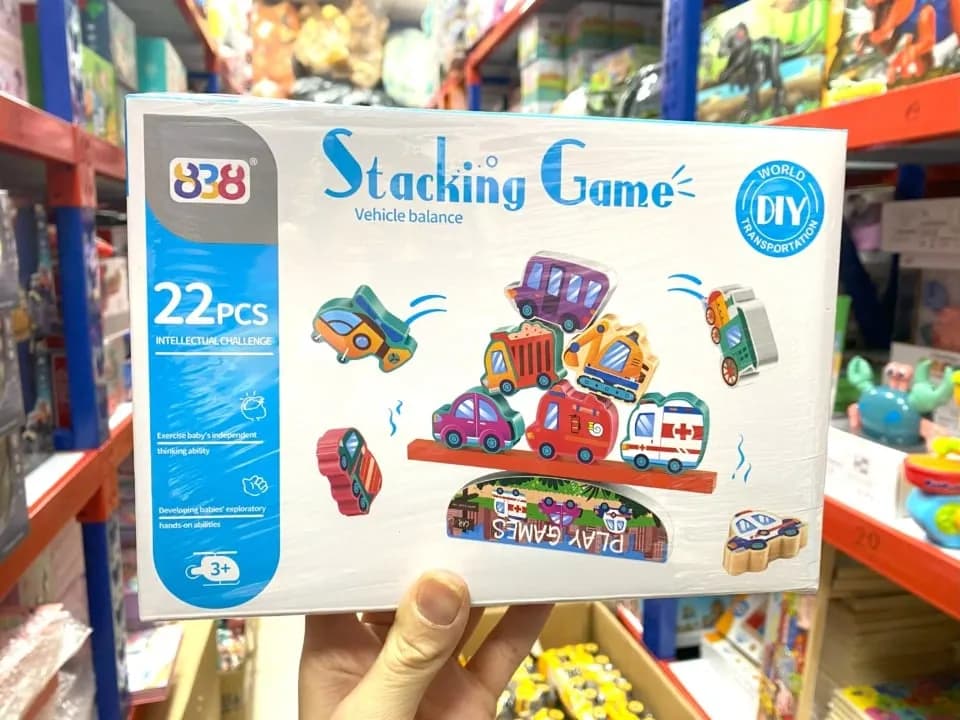 838®
Stacking Game
Vehicle balance
WORLD
DIY
TRANSPORTATION
22PCS
INTELLECTUAL CHALLENGE
Exercise baby's independent
thinking ability
Developing babies' exploratory
hands-on abilities
3+
PLAY GAMES
20